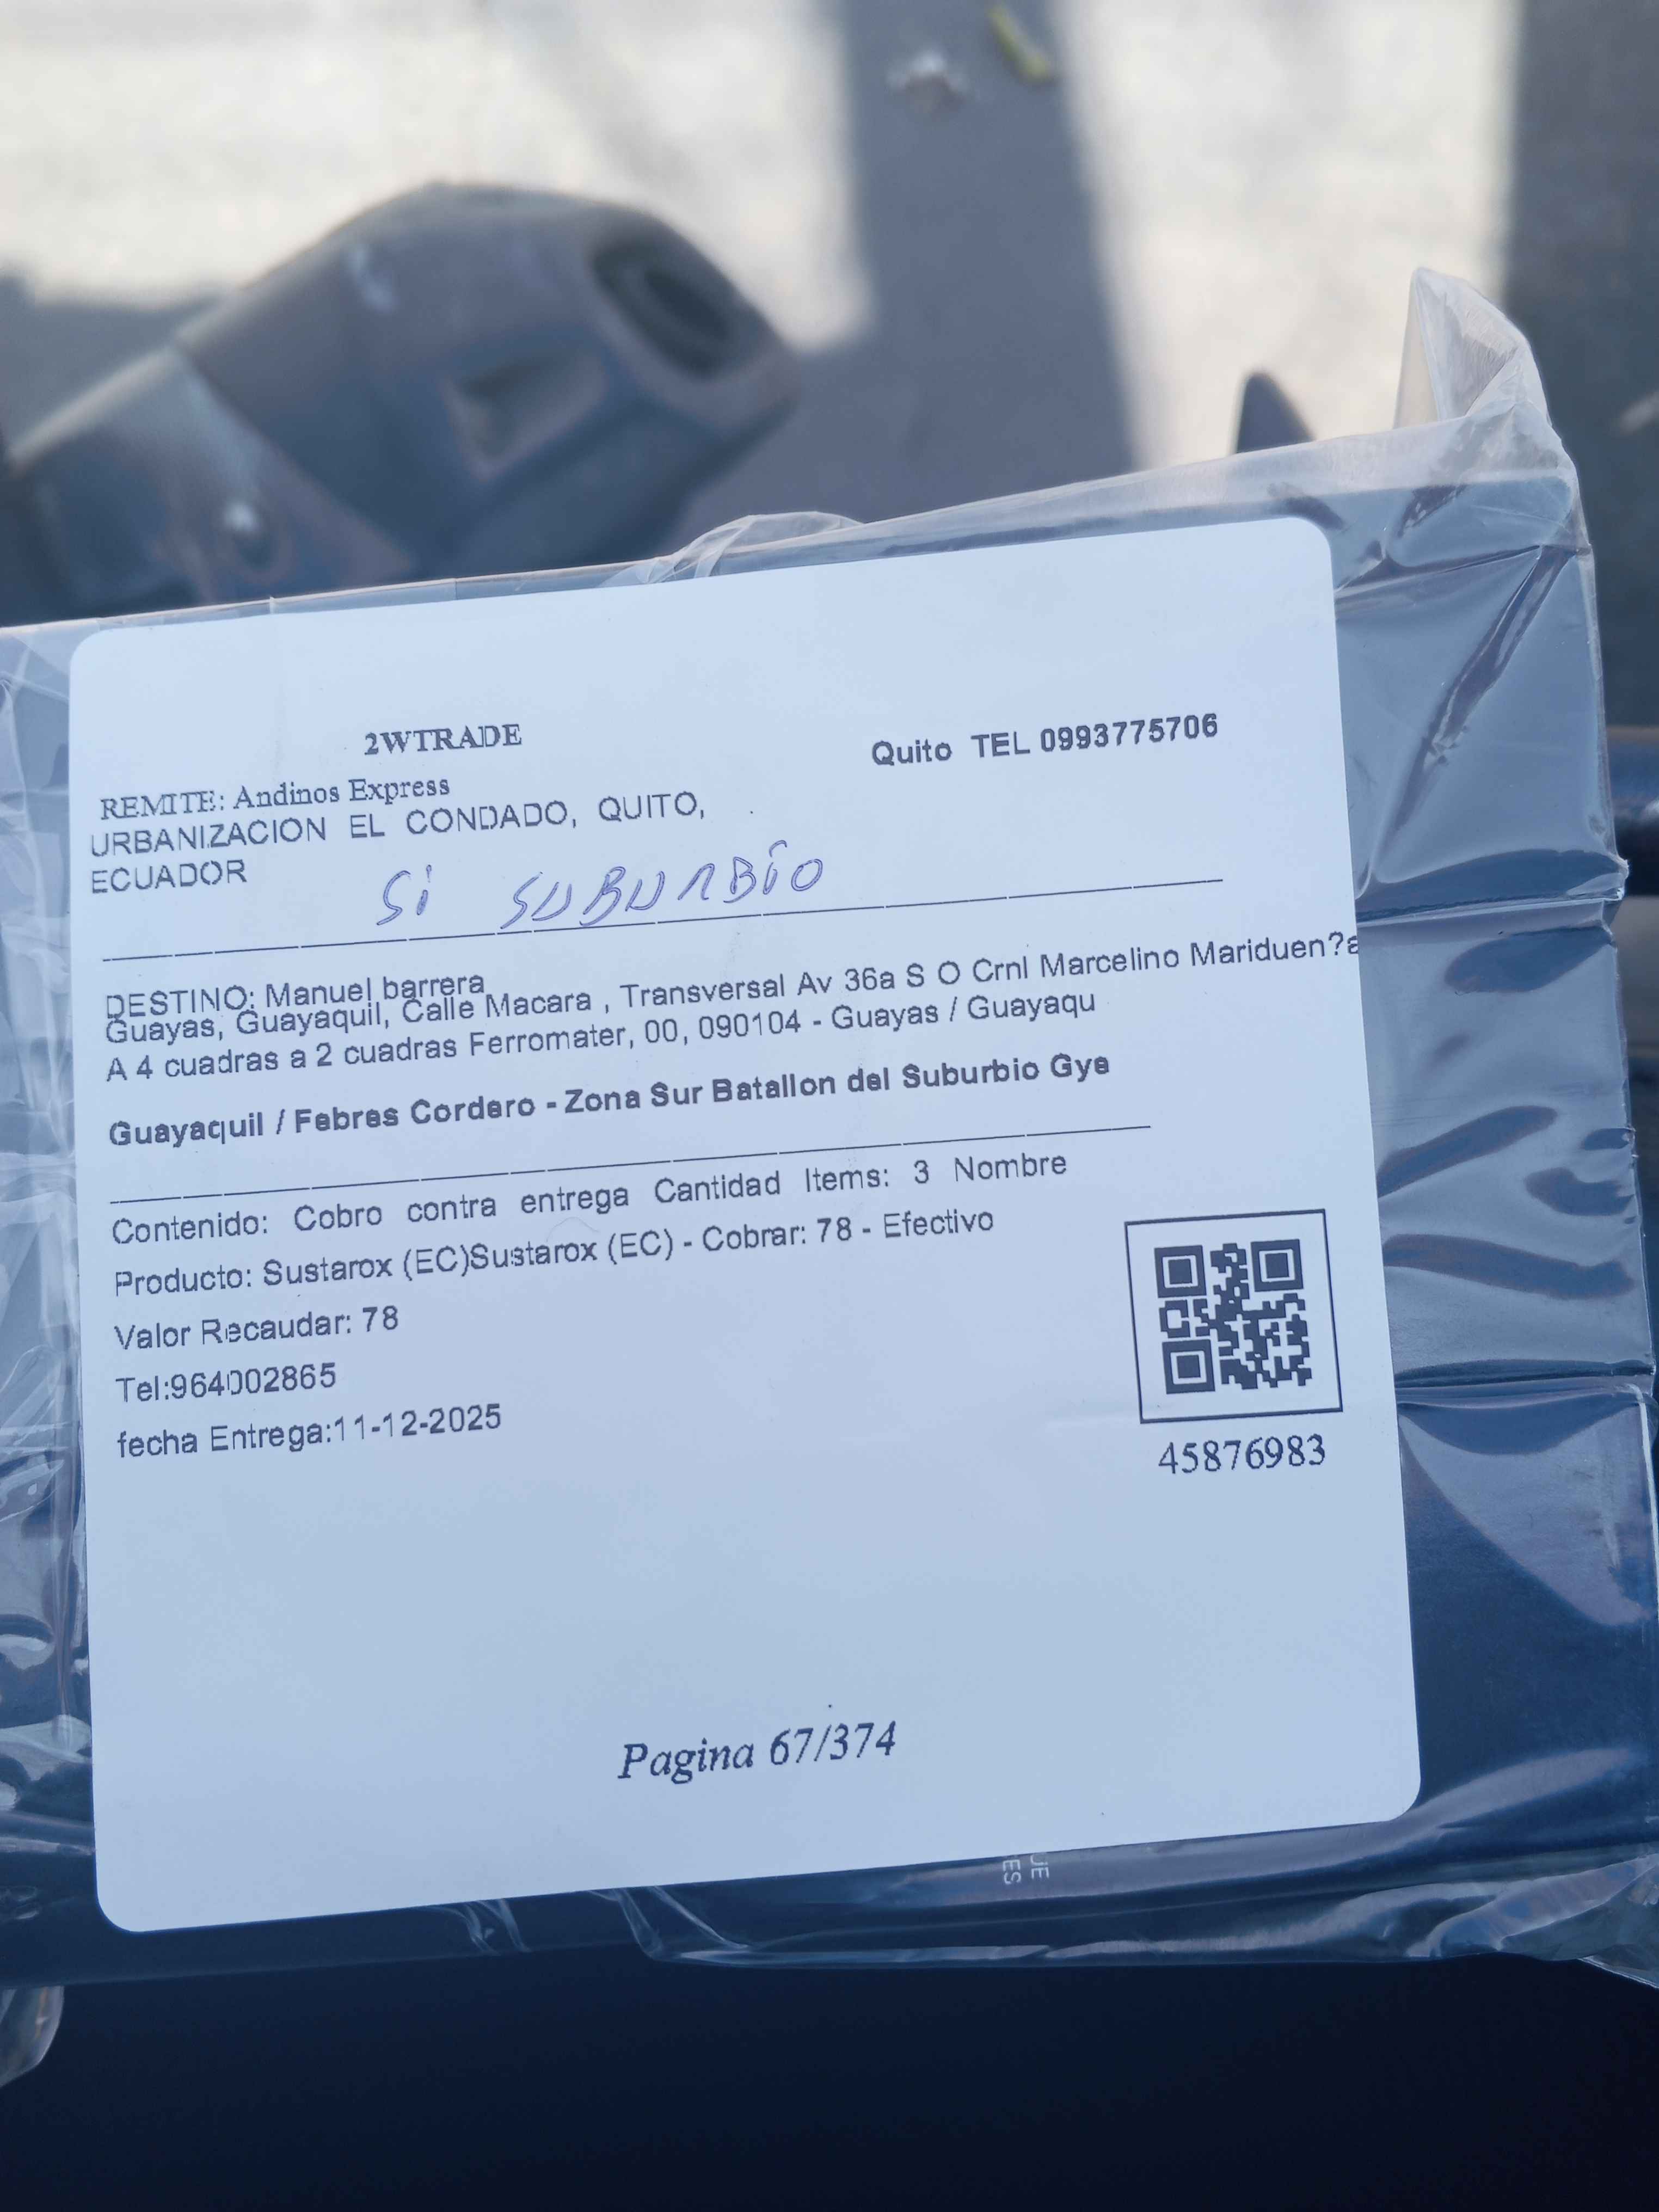 2WTRADE
Quito TEL 0993775706
REMITE: Andinos Express
URBANIZACION EL CONDADO, QUITO,
ECUADOR
Si SUBURBIO
DESTINO: Manuel barrera
Guayas, Guayaquil, Calle Macara , Transversal Av 36a S O Crnl Marcelino Mariduen?a
A 4 cuadras a 2 cuadras Ferromater, 00, 090104 - Guayas / Guayaqu
Guayaquil / Febres Cordero - Zona Sur Batallon del Suburbio Gye
Contenido: Cobro contra entrega Cantidad Items: 3 Nombre
Producto: Sustarox (EC)Sustarox (EC) - Cobrar: 78 - Efectivo
Valor Recaudar: 78
Tel:964002865
fecha Entrega:11-12-2025
45876983
Pagina 67/374